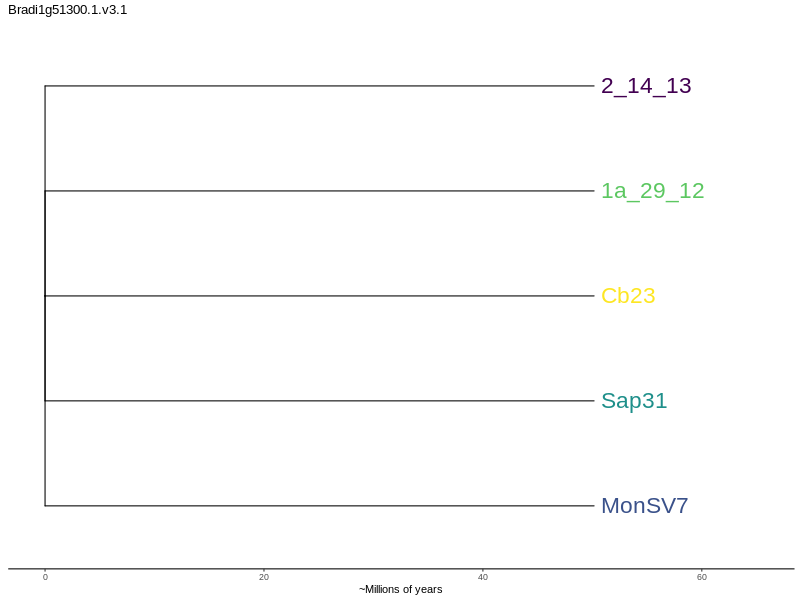 Bradi1g51300.1.v3.1
2_14_13
1a_29_12
Cb23
Sap31
MonSV7
0 20 40 60
~Millions of years